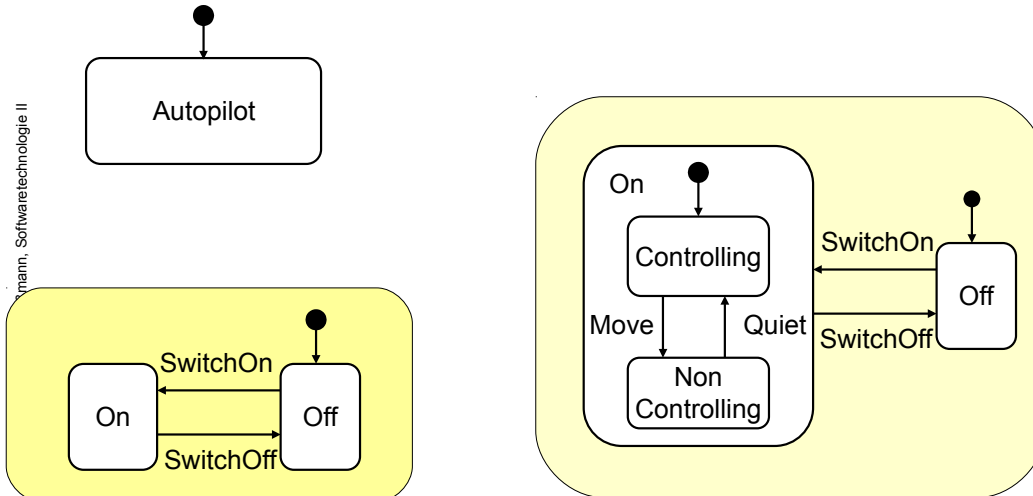 Autopilot
mann, Softwaretechnologie II
SwitchOn
On
Off
SwitchOff
On
Controlling
SwitchOn
Off
Move
Quiet
SwitchOff
Non
Controlling